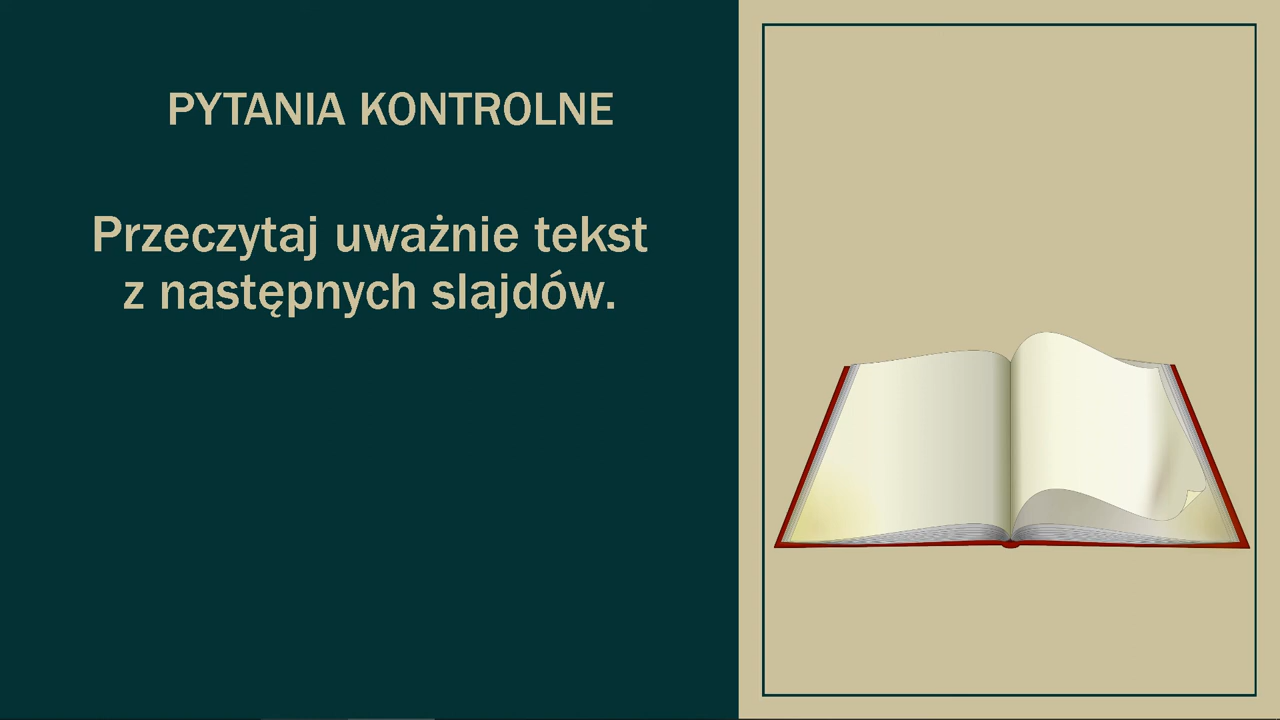 PYTANIA KONTROLNE
Przeczytaj uważnie tekst
z następnych slajdów.